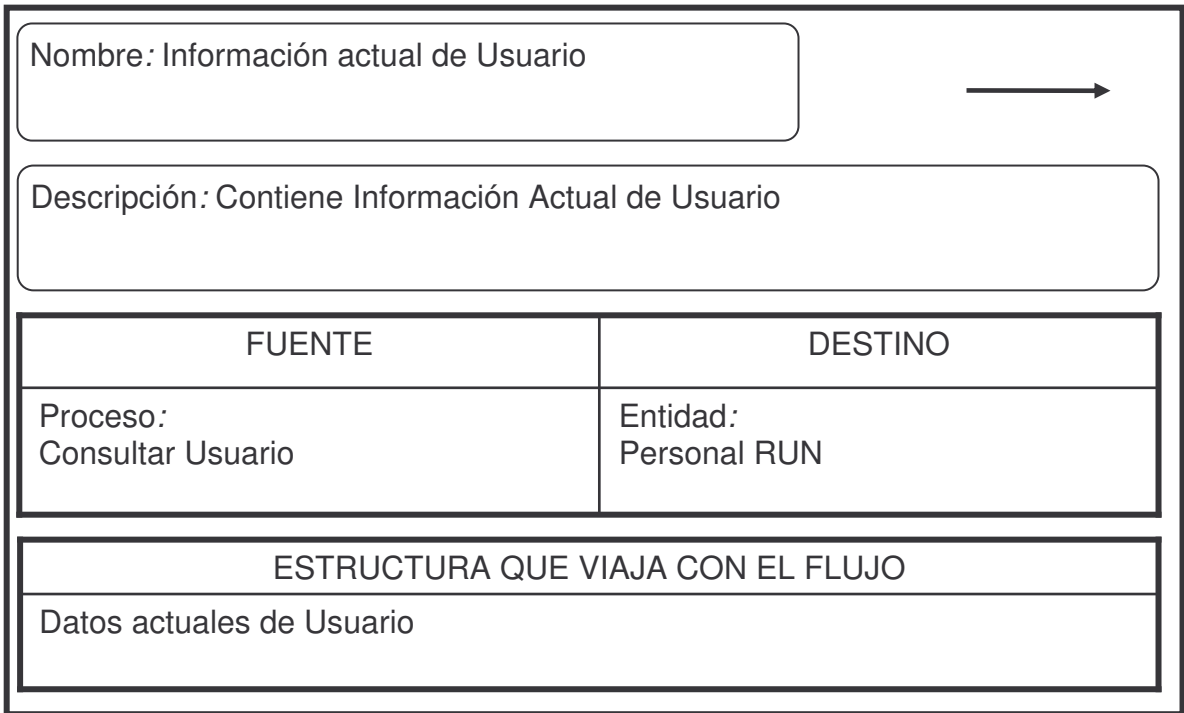 Nombre: Información actual de Usuario
Descripción: Contiene Información Actual de Usuario
FUENTE
DESTINO
Proceso:
Consultar Usuario
Entidad:
Personal RUN
ESTRUCTURA QUE VIAJA CON EL FLUJO
Datos actuales de Usuario